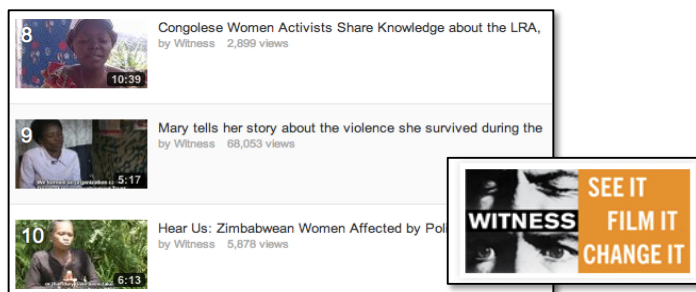 8
Congolese Women Activists Share Knowledge about the LRA,
by Witness 2,899 views
10:39
9
Mary tells her story about the violence she survived during the
by Witness 68,053 views
5:17
10
Hear Us: Zimbabwean Women Affected by Pol
by Witness 5,878 views
6:13
WITNESS
SEE IT
FILM IT
CHANGE IT